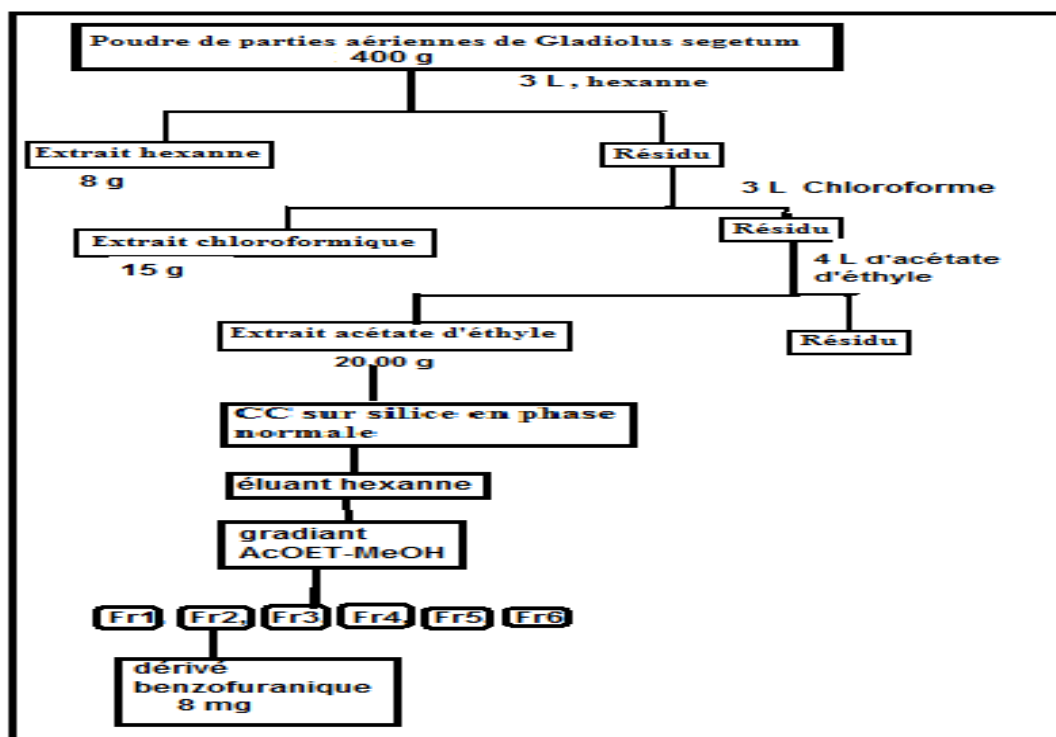 Poudre de parties aériennes de Gladiolus segetum
400 g
3 L , hexanne
Extrait hexanne
Résidu
8 g
3 L Chloroforme
Extrait chloroformique
Résidu
15 g
4 L d'acétate
d'éthyle
Extrait acétate d'éthyle
Résidu
20,00 g
CC sur silice en phase
normale
éluant hexanne
gradiant
AcOET-MeOH
Fr1, Fr2, Fr3, Fr4, Fr5, Fr6
dérivé
benzofuranique
8 mg